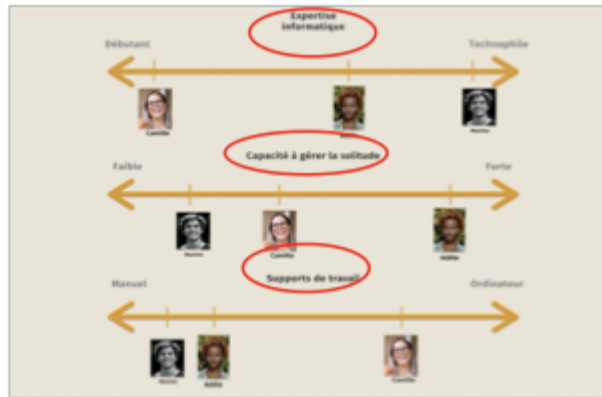 Expertise
informatique
Débutant Technophile
Camille
Capacité à gérer la solitude
Faible Forte
Camille Adèle
Supports de travail
Manuel Ordinateur
Adèle Camille